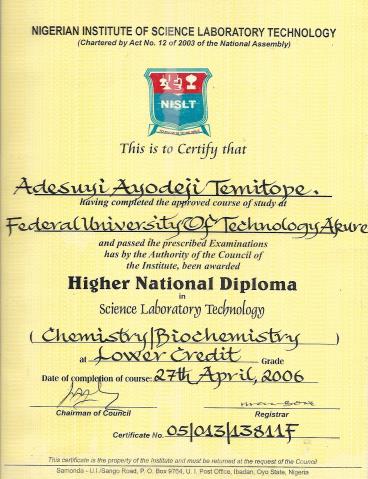 NIGERIAN INSTITUTE OF SCIENCE LABORATORY TECHNOLOGY
(Chartered by Act No. 12 of 2003 of the National Assembly)
NISLT
This is to Certify that
Adesuyi Ayodeji Temitope.
having completed the approved course of study at
Federal University Of Technology Akure
and passed the prescribed Examinations
has by the Authority of the Council of
the Institute, been awarded
Higher National Diploma
in
Science Laboratory Technology
(Chemistry/Biochemistry)
at Lower Credit Grade
Date of completion of course: 27th April, 2006
Chairman of Council
Registrar
Certificate No. 05/013/13811F
This certificate is the property of the Institute and must be returned at the request of the Council
Samonda - U.I./Sango Road, P. O. Box 9764, U. I. Post Office, Ibadan, Oyo State, Nigeria